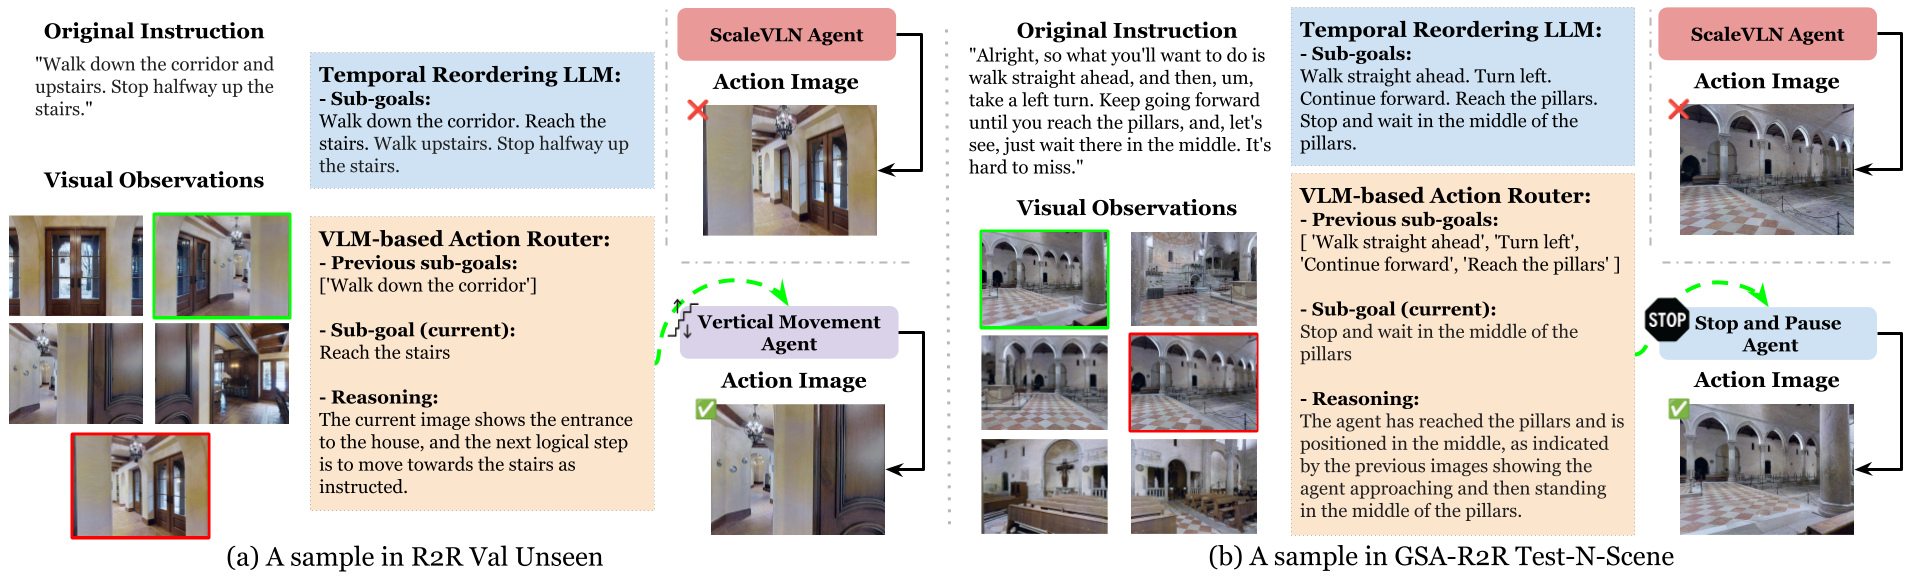 Original Instruction
"Walk down the corridor and
upstairs. Stop halfway up the
stairs."
Visual Observations
Temporal Reordering LLM:
- Sub-goals:
Walk down the corridor. Reach the
stairs. Walk upstairs. Stop halfway up
the stairs.
VLM-based Action Router:
- Previous sub-goals:
['Walk down the corridor']
- Sub-goal (current):
Reach the stairs
- Reasoning:
The current image shows the entrance
to the house, and the next logical step
is to move towards the stairs as
instructed.
ScaleVLN Agent
Action Image
Vertical Movement
Agent
Action Image
(a) A sample in R2R Val Unseen
Original Instruction
"Alright, so what you'll want to do is
walk straight ahead, and then, um,
take a left turn. Keep going forward
until you reach the pillars, and, let's
see, just wait there in the middle. It's
hard to miss."
Visual Observations
Temporal Reordering LLM:
- Sub-goals:
Walk straight ahead. Turn left.
Continue forward. Reach the pillars.
Stop and wait in the middle of the
pillars.
VLM-based Action Router:
- Previous sub-goals:
[ 'Walk straight ahead', 'Turn left',
'Continue forward', 'Reach the pillars' ]
- Sub-goal (current):
Stop and wait in the middle of the
pillars
- Reasoning:
The agent has reached the pillars and is
positioned in the middle, as indicated
by the previous images showing the
agent approaching and then standing
in the middle of the pillars.
ScaleVLN Agent
Action Image
STOP
Stop and Pause
Agent
Action Image
(b) A sample in GSA-R2R Test-N-Scene